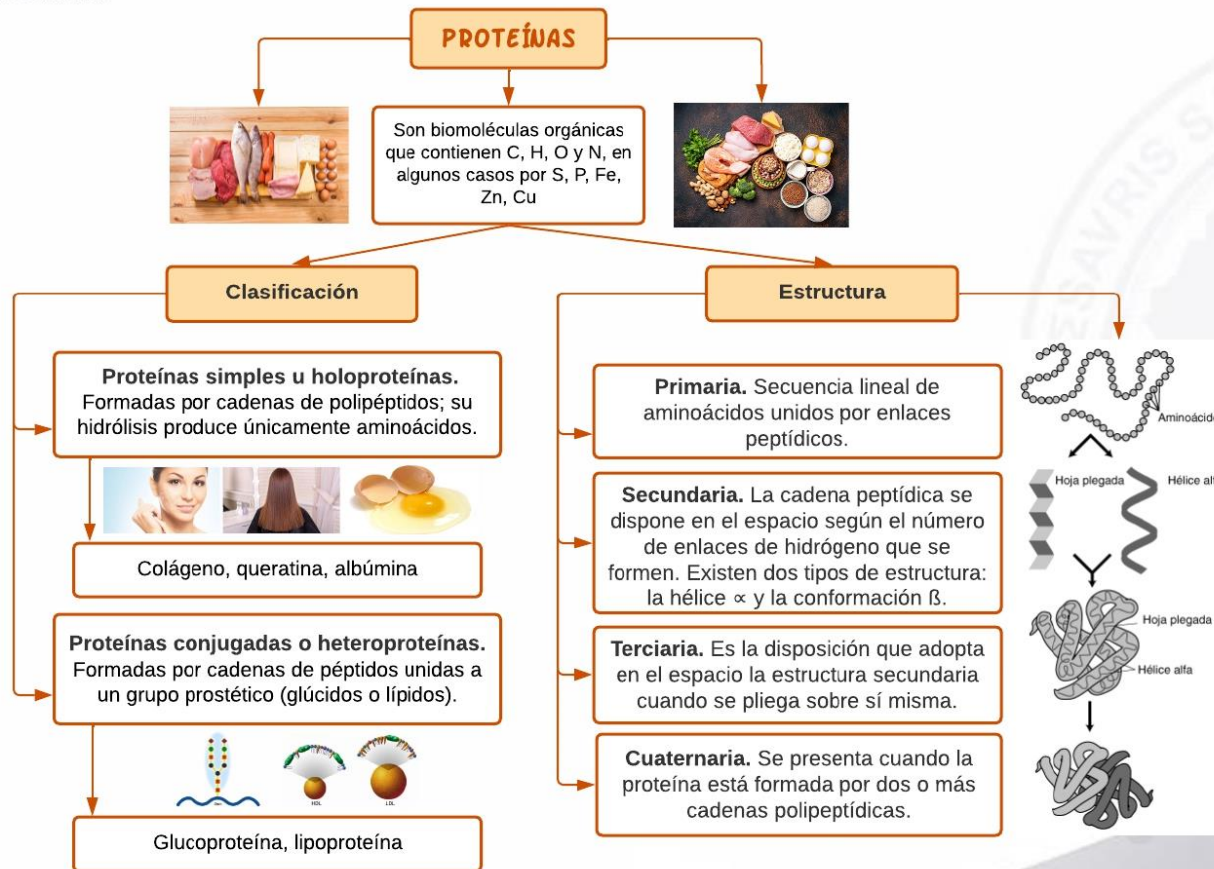 PROTEÍNAS
Son biomoléculas orgánicas
que contienen C, H, O y N, en
algunos casos por S, P, Fe,
Zn, Cu
Clasificación
Proteínas simples u holoproteínas.
Formadas por cadenas de polipéptidos; su
hidrólisis produce únicamente aminoácidos.
Colágeno, queratina, albúmina
Proteínas conjugadas o heteroproteínas.
Formadas por cadenas de péptidos unidas a
un grupo prostético (glúcidos o lípidos).
HDL
LDL
Glucoproteína, lipoproteína
Estructura
Primaria. Secuencia lineal de
aminoácidos unidos por enlaces
peptídicos.
Secundaria. La cadena peptídica se
dispone en el espacio según el número
de enlaces de hidrógeno que se
formen. Existen dos tipos de estructura:
la hélice ∝ y la conformación ß.
Terciaria. Es la disposición que adopta
en el espacio la estructura secundaria
cuando se pliega sobre sí misma.
Cuaternaria. Se presenta cuando la
proteína está formada por dos o más
cadenas polipeptídicas.
Aminoácido
Hoja plegada
Hélice alf
Hoja plegada
Hélice alfa